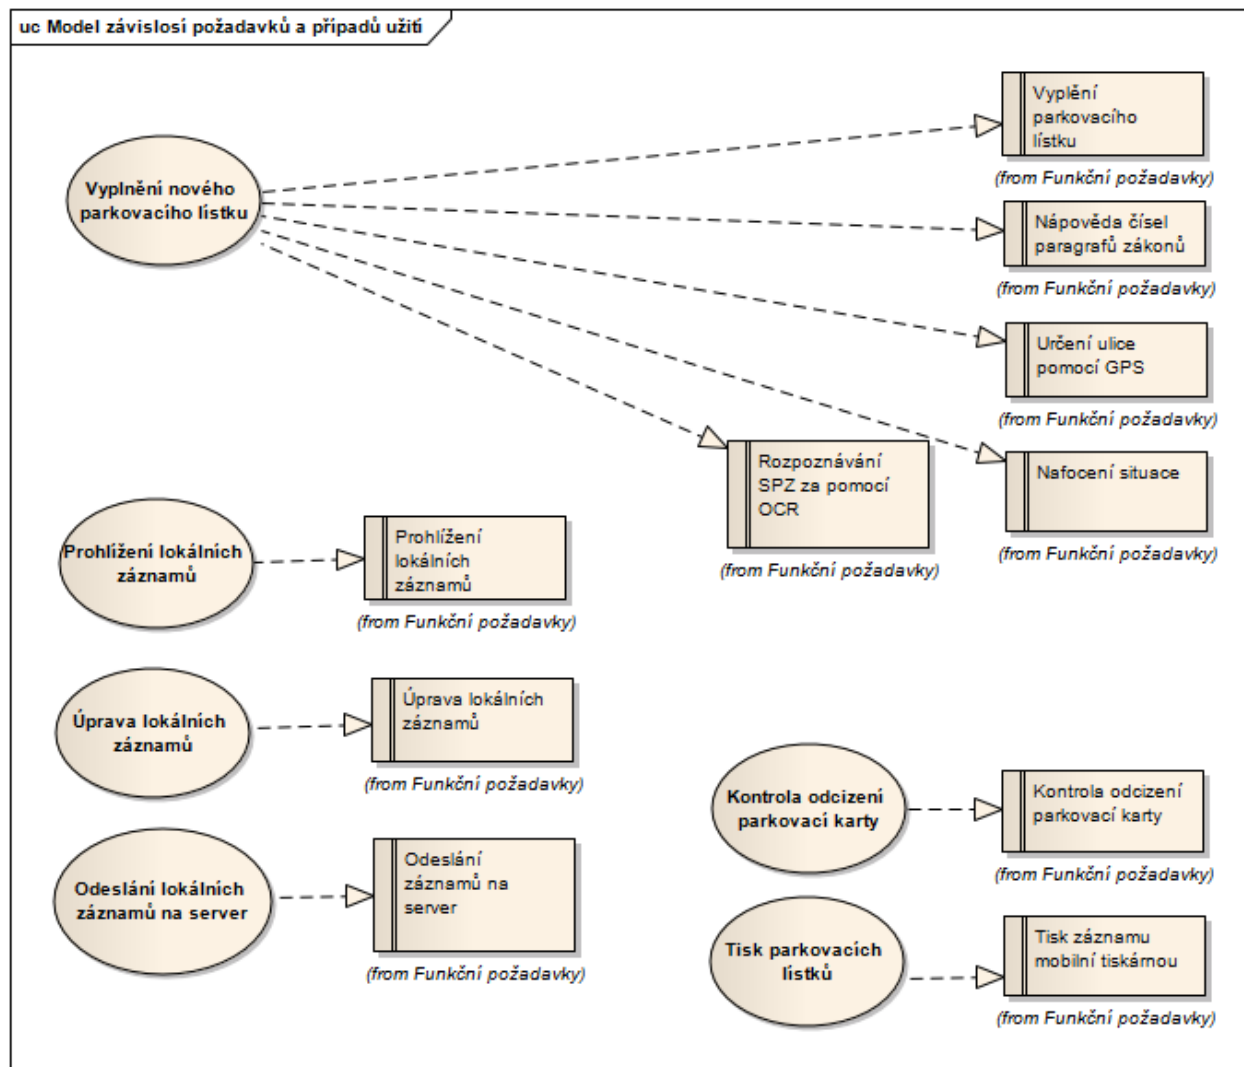 uc Model závislosí požadavků a případů užití
Vyplnění nového
parkovacího lístku
Vyplění
parkovacího
lístku
(from Funkční požadavky)
Nápověda čísel
paragrafů zákonů
(from Funkční požadavky)
Určení ulice
pomocí GPS
(from Funkční požadavky)
Rozpoznávání
SPZ za pomocí
OCR
(from Funkční požadavky)
Nafocení situace
(from Funkční požadavky)
Prohlížení lokálních
záznamů
Prohlížení
lokálních
záznamů
(from Funkční požadavky)
Úprava lokálních
záznamů
Úprava lokálních
záznamů
(from Funkční požadavky)
Kontrola odcizení
parkovací karty
Kontrola odcizení
parkovací karty
(from Funkční požadavky)
Odeslání lokálních
záznamů na server
Odeslání
záznamů na
server
(from Funkční požadavky)
Tisk parkovacích
lístků
Tisk záznamu
mobilní tiskárnou
(from Funkční požadavky)